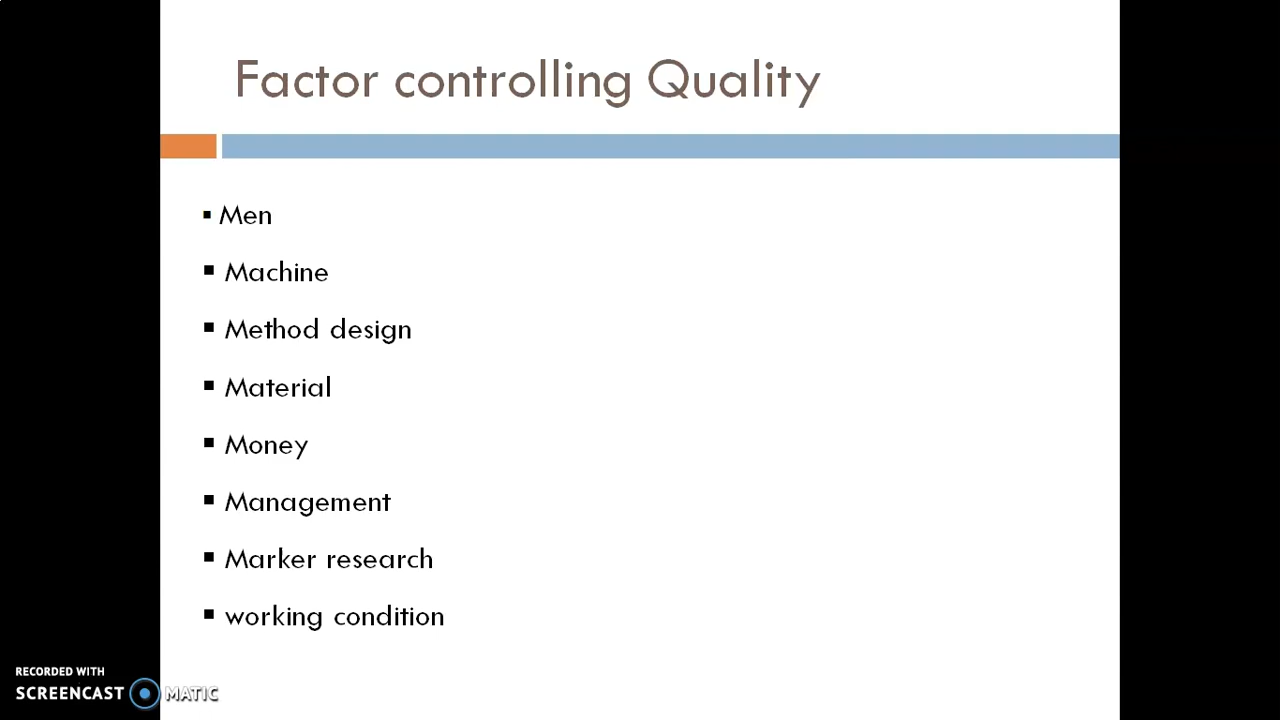 Factor controlling Quality
▪ Men
▪ Machine
▪ Method design
▪ Material
▪ Money
▪ Management
▪ Marker research
▪ working condition
RECORDED WITH
SCREENCAST MATIC